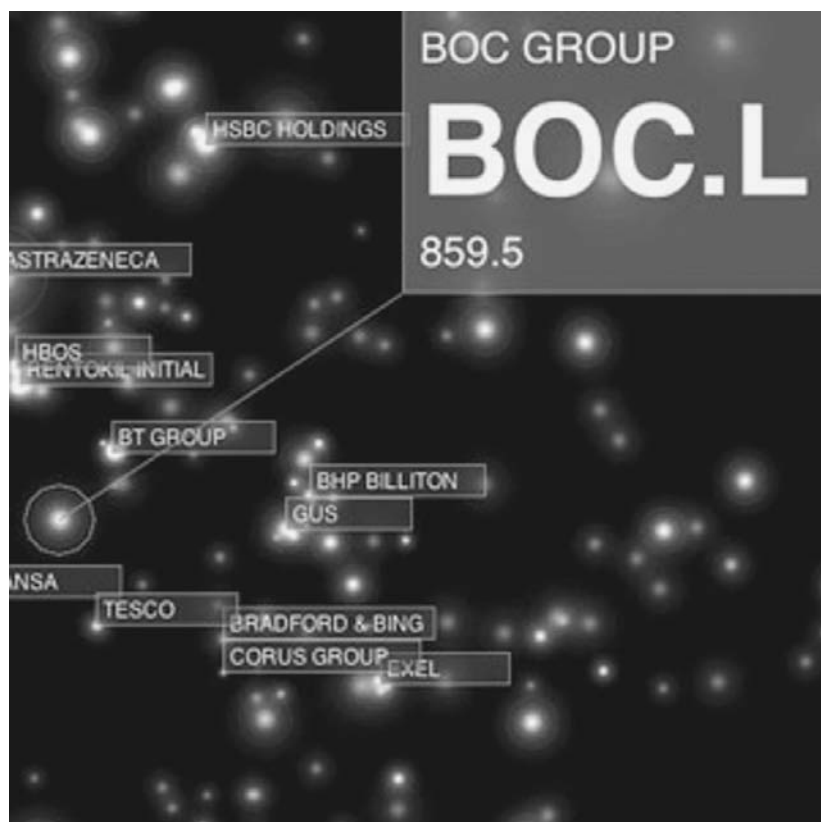 BOC GROUP
BOC.L
859.5
HSBC HOLDINGS
ASTRAZENECA
HBOS
RENTOKIL INITIAL
BT GROUP
BHP BILLITON
GUS
ANSA
TESCO
BRADFORD & BING
CORUS GROUP
EXEL